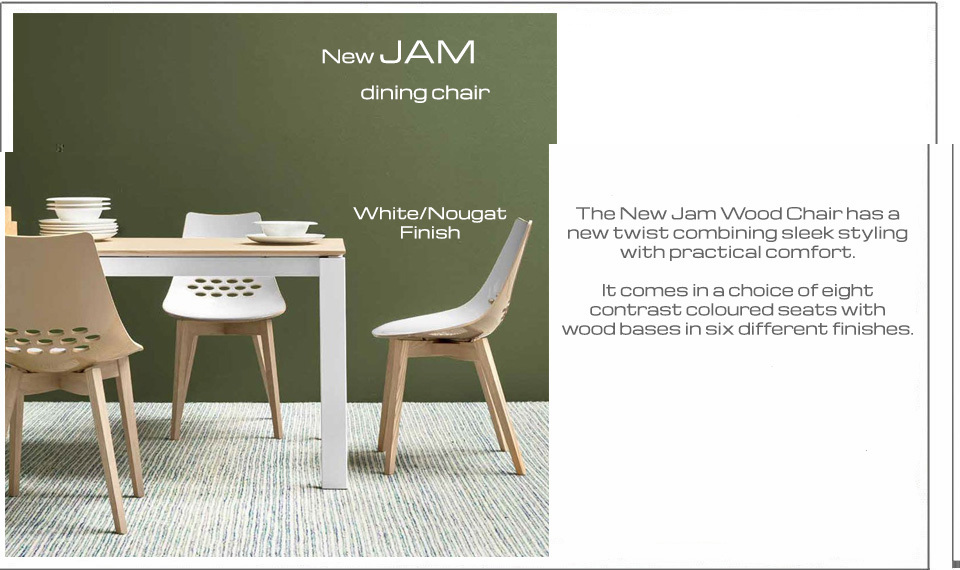 New JAM
dining chair
White/Nougat
Finish
The New Jam Wood Chair has a
new twist combining sleek styling
with practical comfort.
It comes in a choice of eight
contrast coloured seats with
wood bases in six different finishes.